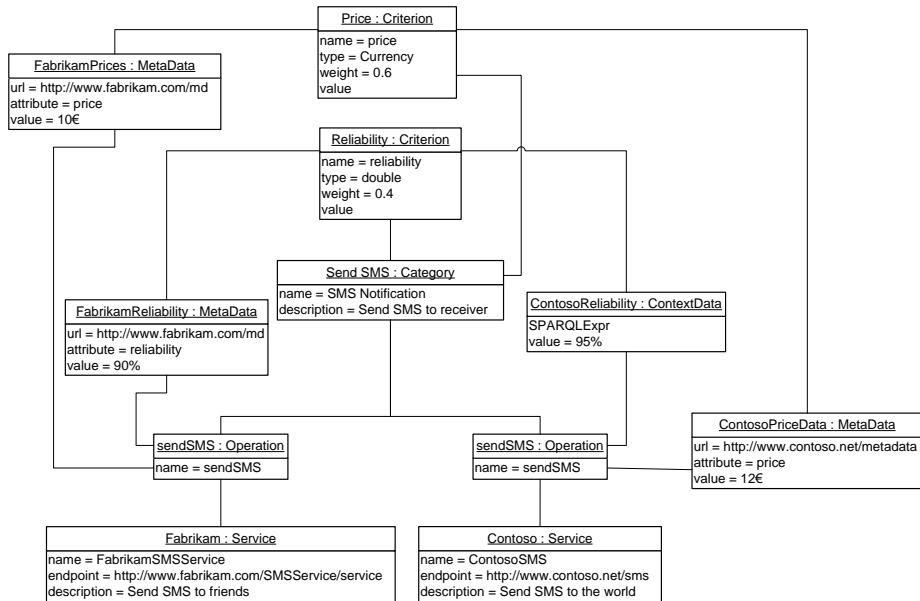 Price : Criterion
name = price
type = Currency
weight = 0.6
value
FabrikamPrices : MetaData
url = http://www.fabrikam.com/md
attribute = price
value = 10€
Reliability : Criterion
name = reliability
type = double
weight = 0.4
value
Send SMS : Category
name = SMS Notification
description = Send SMS to receiver
FabrikamReliability : MetaData
url = http://www.fabrikam.com/md
attribute = reliability
value = 90%
ContosoReliability : ContextData
SPARQLExpr
value = 95%
sendSMS : Operation
name = sendSMS
sendSMS : Operation
name = sendSMS
ContosoPriceData : MetaData
url = http://www.contoso.net/metadata
attribute = price
value = 12€
Fabrikam : Service
name = FabrikamSMSService
endpoint = http://www.fabrikam.com/SMSService/service
description = Send SMS to friends
Contoso : Service
name = ContosoSMS
endpoint = http://www.contoso.net/sms
description = Send SMS to the world